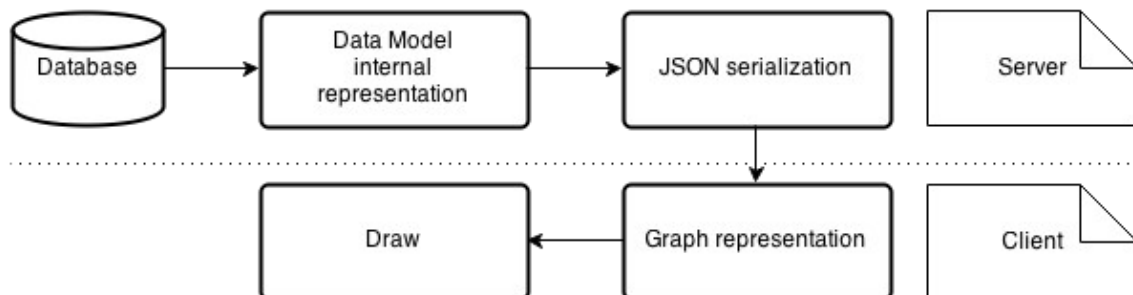 Database
Data Model
internal
representation
JSON serialization
Server
Draw
Graph representation
Client